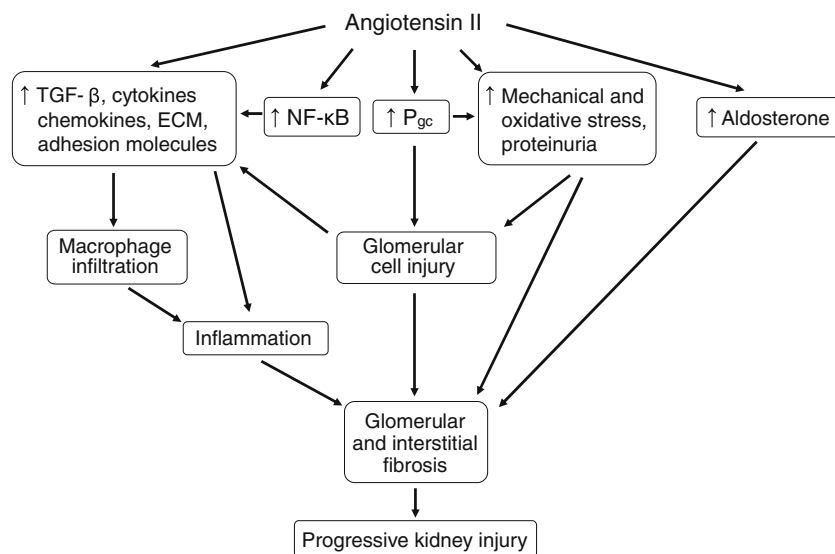 Angiotensin II
↑ TGF- β, cytokines
chemokines, ECM,
adhesion molecules
↑ NF-κB
↑ Pgc
↑ Mechanical and
oxidative stress,
proteinuria
↑ Aldosterone
Macrophage
infiltration
Glomerular
cell injury
Inflammation
Glomerular
and interstitial
fibrosis
Progressive kidney injury